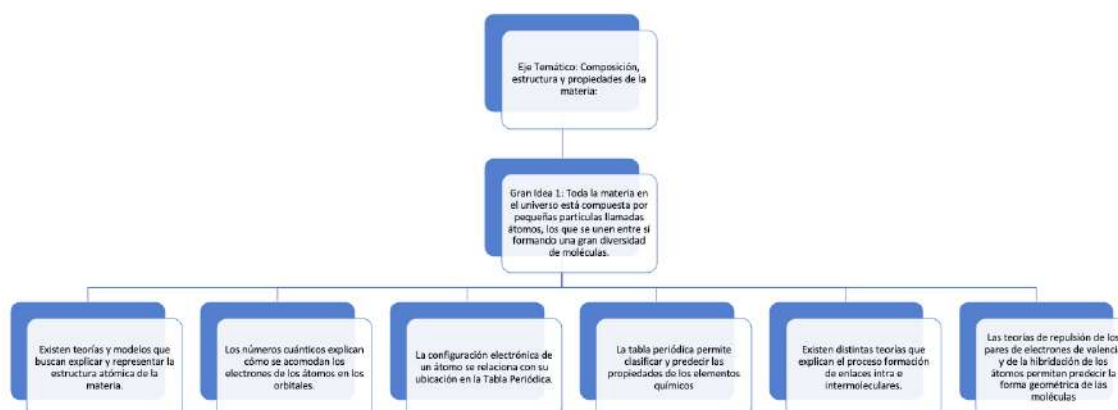 Eje Temático: Composición,
estructura y propiedades de la
materia:
Gran Idea 1: Toda la materia en
el universo está compuesta por
pequeñas partículas llamadas
átomos, los que se unen entre sí
formando una gran diversidad
de moléculas.
Existen teorías y modelos que
buscan explicar y representar la
estructura atómica de la
materia.
Los números cuánticos explican
cómo se acomodan los
electrones de los átomos en los
orbitales.
La configuración electrónica de
un átomo se relaciona con su
ubicación en la Tabla Periódica.
La tabla periódica permite
clasificar y predecir las
propiedades de los elementos
químicos
Existen distintas teorías que
explican el proceso formación
de enlaces intra e
intermoleculares.
Las teorías de repulsión de los
pares de electrones de valencia
y de la hibridación de los
átomos permiten predecir la
forma geométrica de las
moléculas